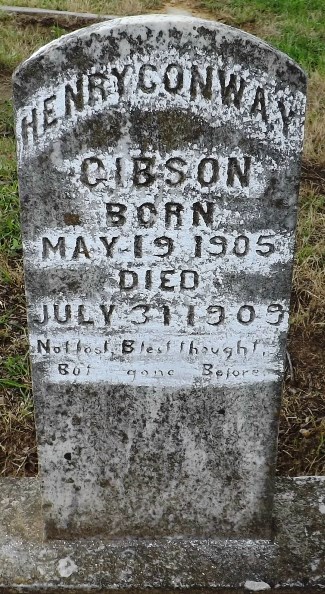 HENRY CONWAY
GIBSON
BORN
MAY 19 1905
DIED
JULY 31 1909
Not lost, Blest thought,
But gone Before